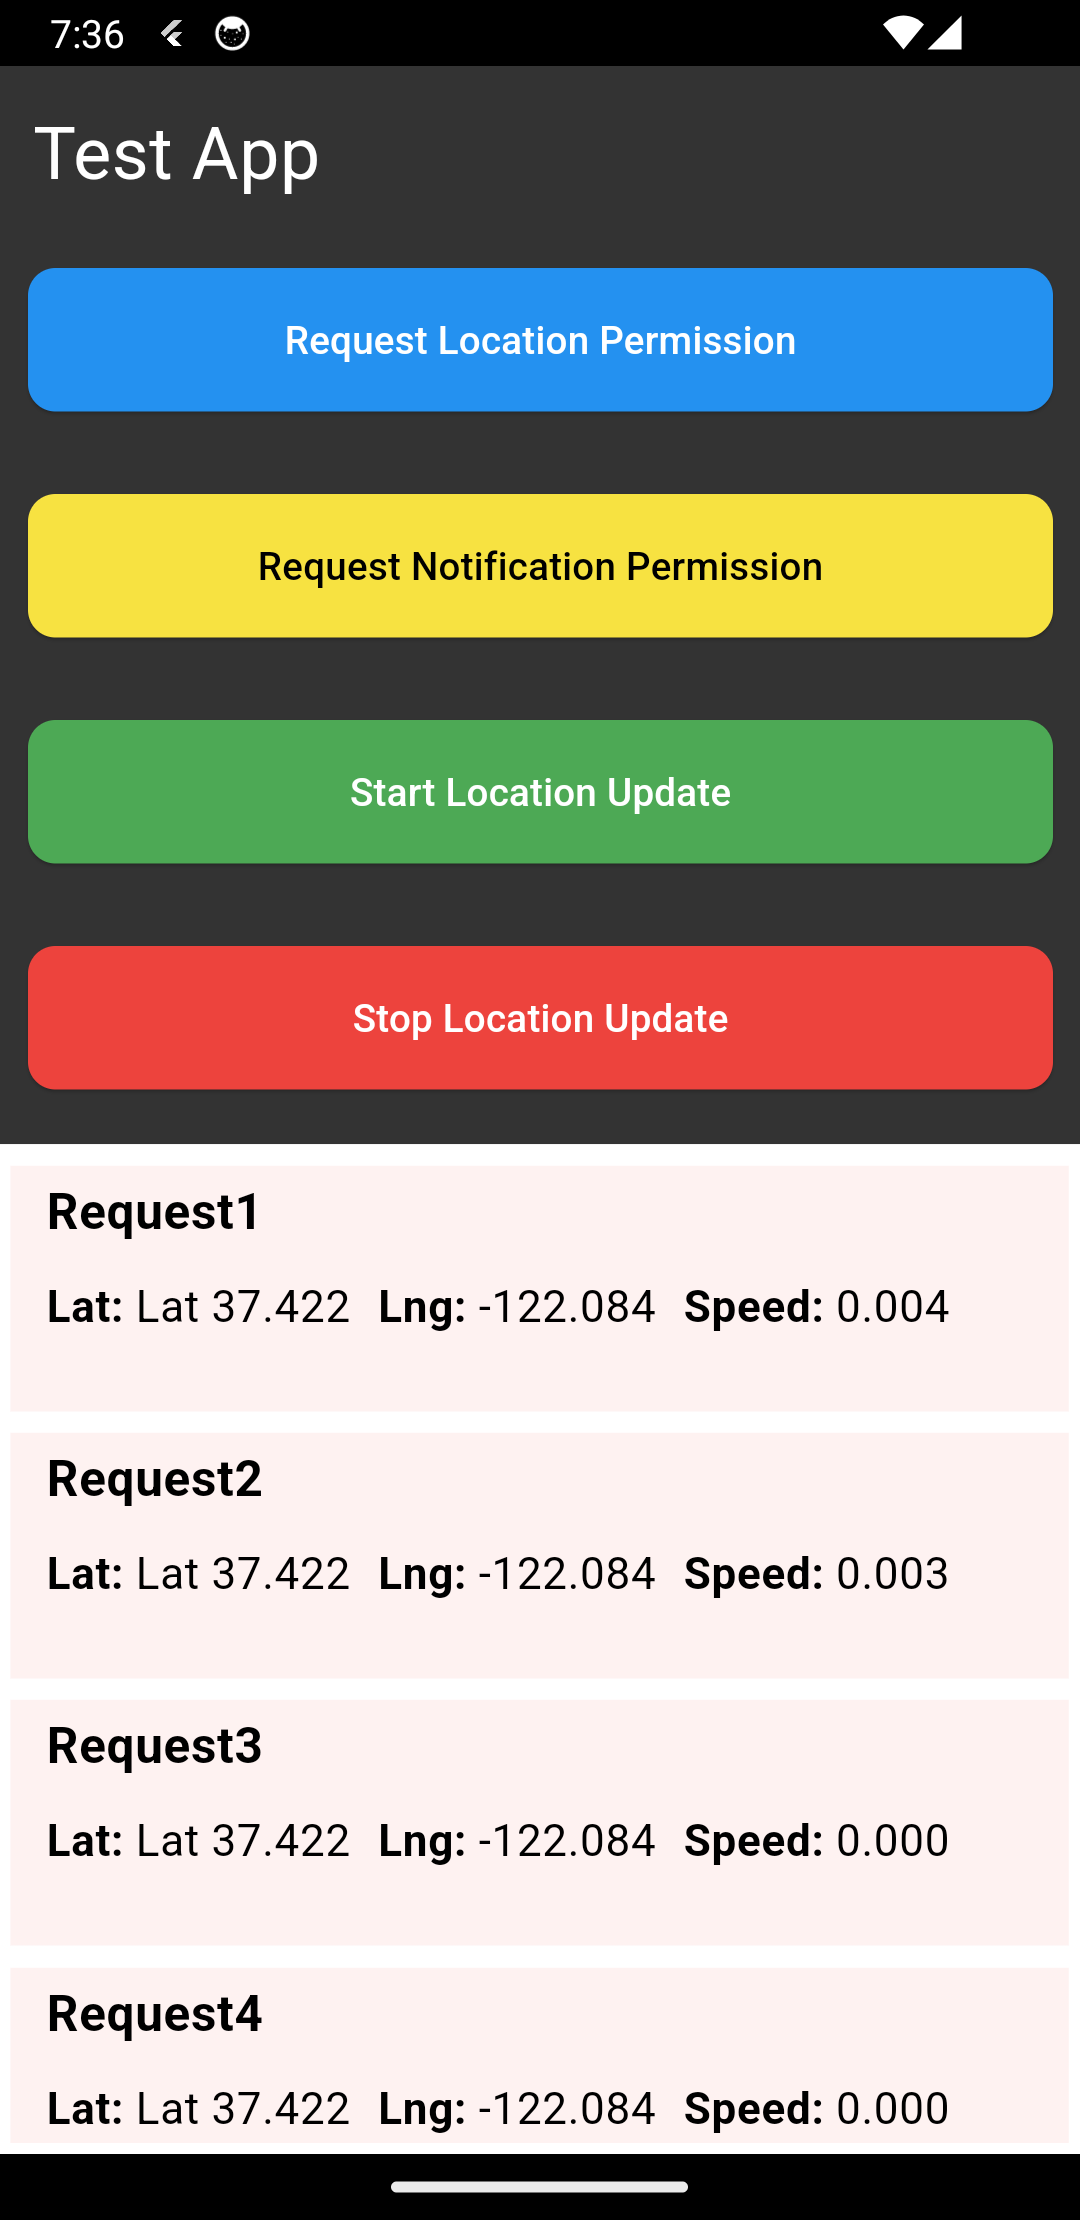 7:36
Test App
Request Location Permission
Request Notification Permission
Start Location Update
Stop Location Update
Request1
Lat: Lat 37.422 Lng: -122.084 Speed: 0.004
Request2
Lat: Lat 37.422 Lng: -122.084 Speed: 0.003
Request3
Lat: Lat 37.422 Lng: -122.084 Speed: 0.000
Request4
Lat: Lat 37.422 Lng: -122.084 Speed: 0.000